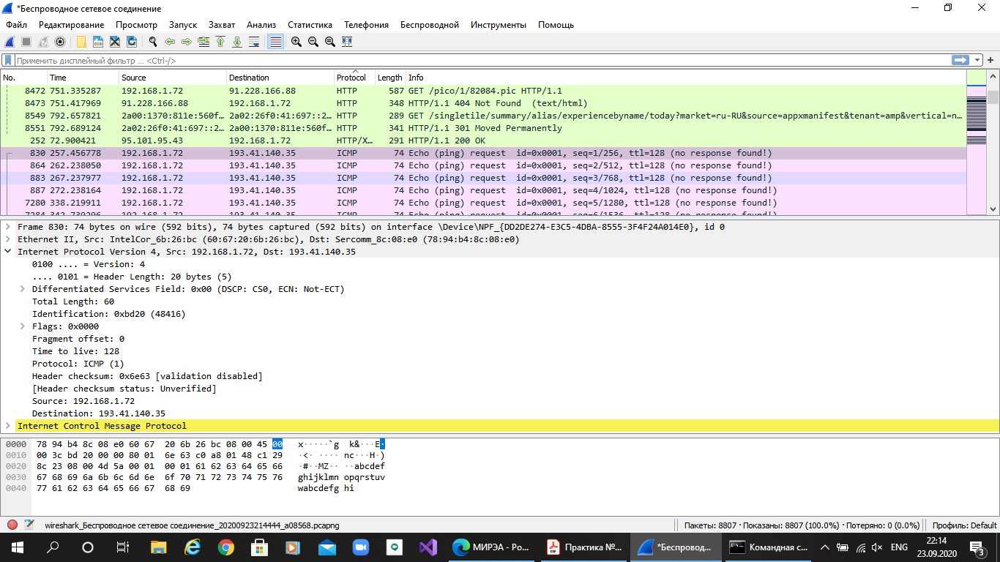 *Беспроводное сетевое соединение
Файл Редактирование Просмотр Запуск Захват Анализ Статистика Телефония Беспроводной Инструменты Помощь
Применить дисплейный фильтр … <Ctrl-/>
No. Time Source Destination Protocol Length Info
8472 751.335287 192.168.1.72 91.228.166.88 HTTP 587 GET /pico/1/82084.pic HTTP/1.1
8473 751.417969 91.228.166.88 192.168.1.72 HTTP 348 HTTP/1.1 404 Not Found (text/html)
8549 792.657821 2a00:1370:811e:560f… 2a02:26f0:41:697::2… HTTP 289 GET /singletile/summary/alias/experiencebyname/today?market=ru-RU&source=appxmanifest&tenant=amp&vertical=n…
8551 792.689124 2a02:26f0:41:697::2… 2a00:1370:811e:560f… HTTP 341 HTTP/1.1 301 Moved Permanently
252 72.900421 95.101.95.43 192.168.1.72 HTTP/X… 291 HTTP/1.1 200 OK
830 257.456778 192.168.1.72 193.41.140.35 ICMP 74 Echo (ping) request id=0x0001, seq=1/256, ttl=128 (no response found!)
864 262.238050 192.168.1.72 193.41.140.35 ICMP 74 Echo (ping) request id=0x0001, seq=2/512, ttl=128 (no response found!)
883 267.237977 192.168.1.72 193.41.140.35 ICMP 74 Echo (ping) request id=0x0001, seq=3/768, ttl=128 (no response found!)
887 272.238164 192.168.1.72 193.41.140.35 ICMP 74 Echo (ping) request id=0x0001, seq=4/1024, ttl=128 (no response found!)
7280 338.219911 192.168.1.72 193.41.140.35 ICMP 74 Echo (ping) request id=0x0001, seq=5/1280, ttl=128 (no response found!)
7284 342.739296 192.168.1.72 193.41.140.35 ICMP 74 Echo (ping) request id=0x0001, seq=6/1536, ttl=128 (no response found!)
Frame 830: 74 bytes on wire (592 bits), 74 bytes captured (592 bits) on interface \Device\NPF_{DD2DE274-E3C5-4DBA-8555-3F4F24A014E0}, id 0
Ethernet II, Src: IntelCor_6b:26:bc (60:67:20:6b:26:bc), Dst: Sercomm_8c:08:e0 (78:94:b4:8c:08:e0)
Internet Protocol Version 4, Src: 192.168.1.72, Dst: 193.41.140.35
0100 .... = Version: 4
.... 0101 = Header Length: 20 bytes (5)
Differentiated Services Field: 0x00 (DSCP: CS0, ECN: Not-ECT)
Total Length: 60
Identification: 0xbd20 (48416)
Flags: 0x0000
Fragment offset: 0
Time to live: 128
Protocol: ICMP (1)
Header checksum: 0x6e63 [validation disabled]
[Header checksum status: Unverified]
Source: 192.168.1.72
Destination: 193.41.140.35
Internet Control Message Protocol
0000 78 94 b4 8c 08 e0 60 67 20 6b 26 bc 08 00 45 00 x·····`g k&···E·
0010 00 3c bd 20 00 00 80 01 6e 63 c0 a8 01 48 c1 29 ·<· ···· nc···H·)
0020 8c 23 08 00 4d 5a 00 01 00 01 61 62 63 64 65 66 ·#··MZ·· ··abcdef
0030 67 68 69 6a 6b 6c 6d 6e 6f 70 71 72 73 74 75 76 ghijklmn opqrstuv
0040 77 61 62 63 64 65 66 67 68 69 wabcdefg hi
wireshark_Беспроводное сетевое соединение_20200923214444_a08568.pcapng
Пакеты: 8807 · Показаны: 8807 (100.0%) · Потеряно: 0 (0.0%)
Профиль: Default
МИРЭА - Ро...
Практика №...
*Беспровод...
Командная с...
ENG
22:14
23.09.2020
3